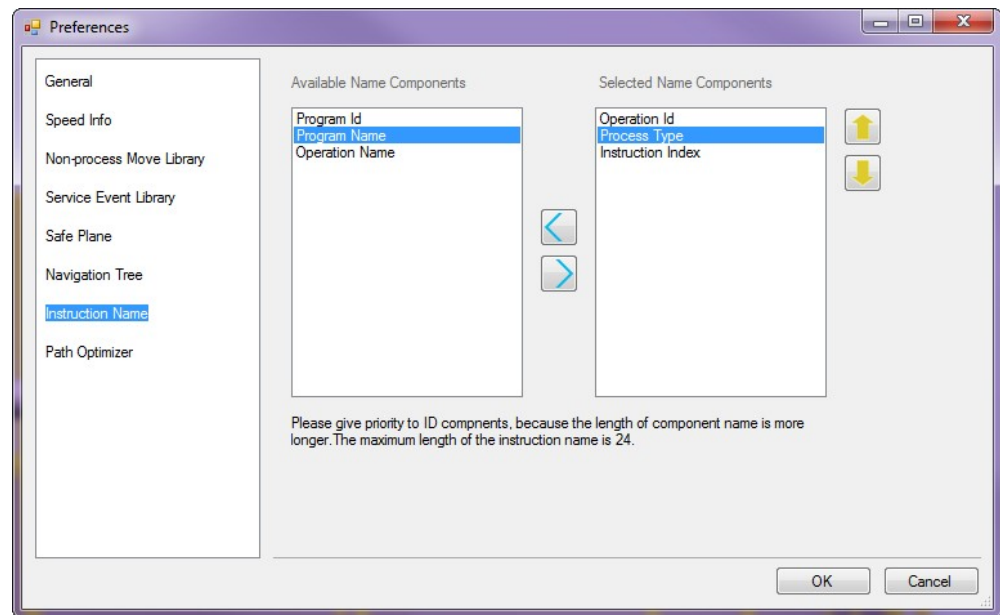 Preferences
General
Speed Info
Non-process Move Library
Service Event Library
Safe Plane
Navigation Tree
Instruction Name
Path Optimizer
Available Name Components
Program Id
Program Name
Operation Name
Selected Name Components
Operation Id
Process Type
Instruction Index
Please give priority to ID compnents, because the length of component name is more
longer.The maximum length of the instruction name is 24.
OK
Cancel